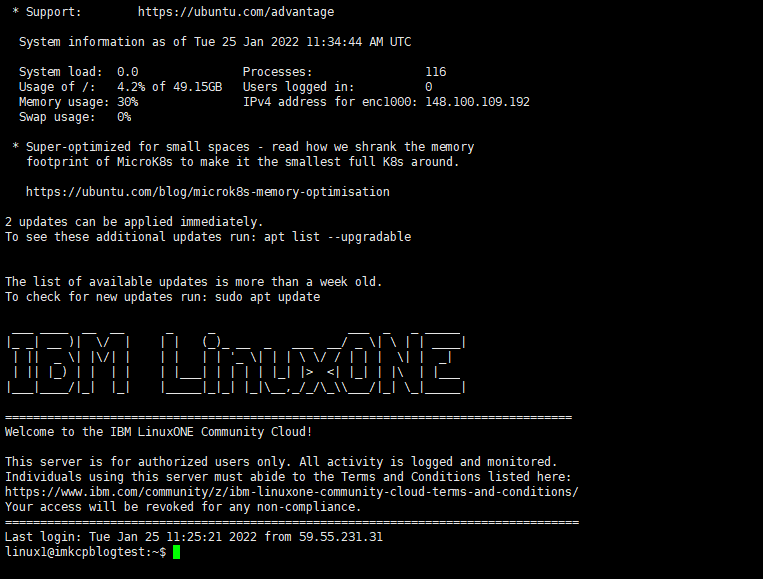 * Support:        https://ubuntu.com/advantage

  System information as of Tue 25 Jan 2022 11:34:44 AM UTC

  System load:  0.0               Processes:                116
  Usage of /:   4.2% of 49.15GB   Users logged in:          0
  Memory usage: 30%               IPv4 address for enc1000: 148.100.109.192
  Swap usage:   0%

 * Super-optimized for small spaces - read how we shrank the memory
   footprint of MicroK8s to make it the smallest full K8s around.

   https://ubuntu.com/blog/microk8s-memory-optimisation

2 updates can be applied immediately.
To see these additional updates run: apt list --upgradable


The list of available updates is more than a week old.
To check for new updates run: sudo apt update

IBM LinuxONE

=================================================================================
Welcome to the IBM LinuxONE Community Cloud!

This server is for authorized users only. All activity is logged and monitored.
Individuals using this server must abide to the Terms and Conditions listed here:
https://www.ibm.com/community/z/ibm-linuxone-community-cloud-terms-and-conditions/
Your access will be revoked for any non-compliance.
==================================================================================
Last login: Tue Jan 25 11:25:21 2022 from 59.55.231.31
linux1@imkcpblogtest:~$